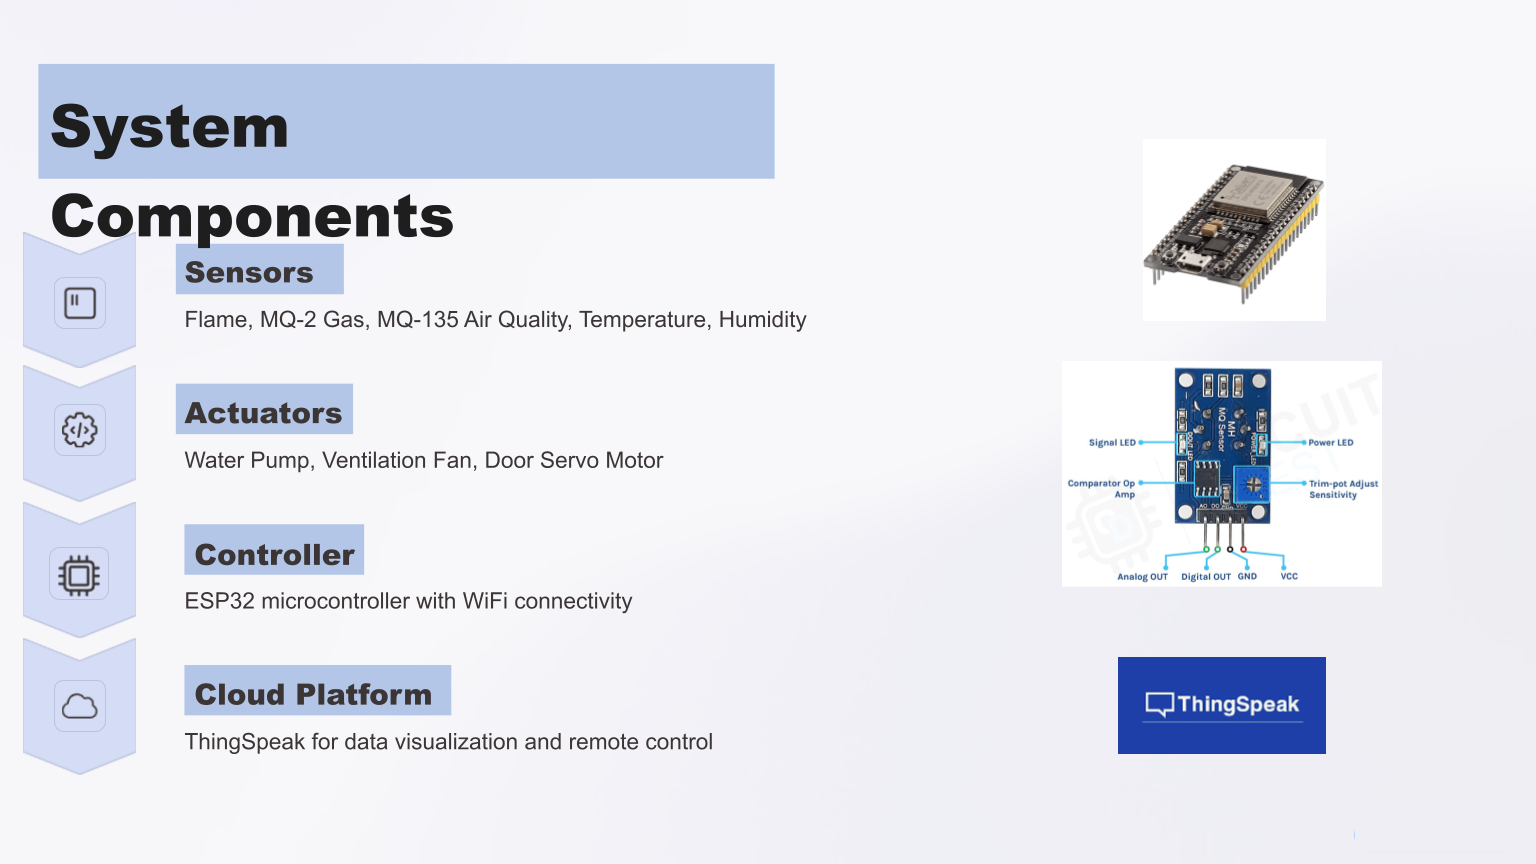 System
Components
Sensors
Flame, MQ-2 Gas, MQ-135 Air Quality, Temperature, Humidity
Actuators
Water Pump, Ventilation Fan, Door Servo Motor
Controller
ESP32 microcontroller with WiFi connectivity
Cloud Platform
ThingSpeak for data visualization and remote control
MH
MQ Sensor
Signal LED
Power LED
Comparator Op
Amp
Trim-pot Adjust
Sensitivity
Analog OUT
Digital OUT
GND
VCC
CUIT
ThingSpeak